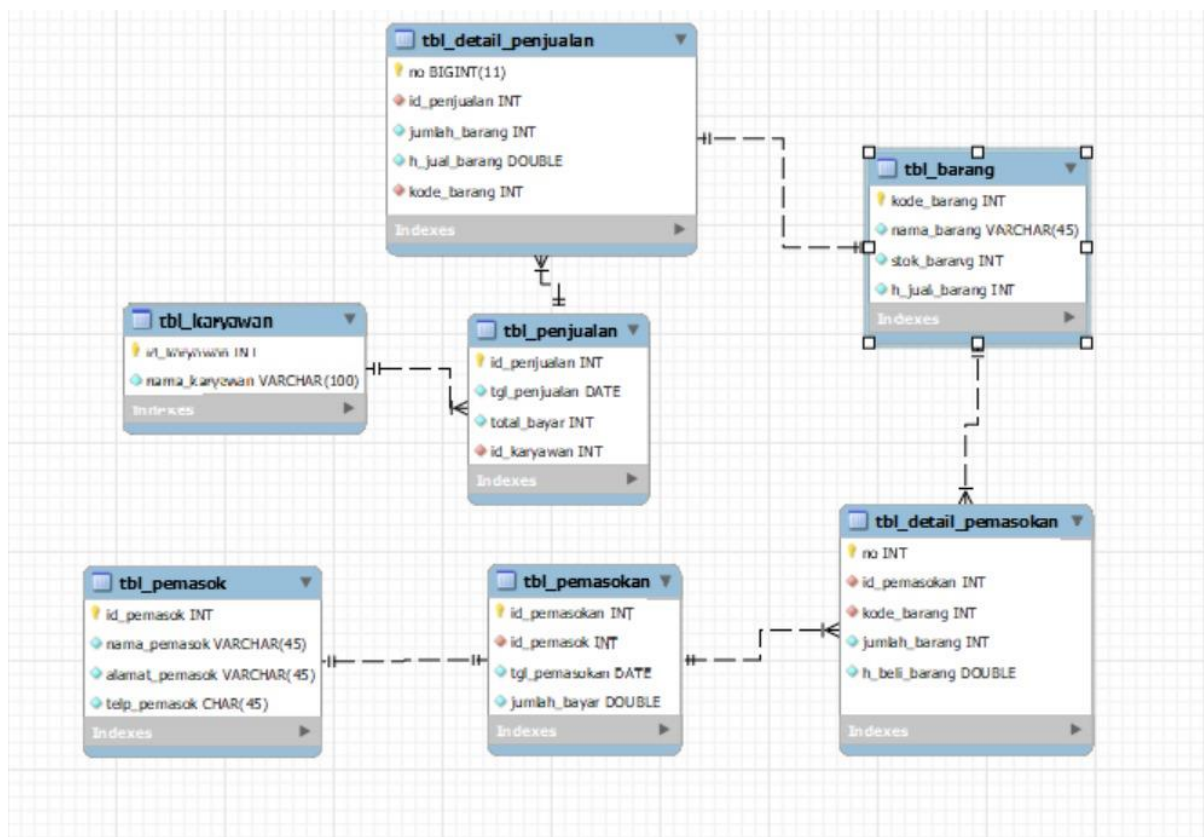 tbl_detail_penjualan
no BIGINT(11)
id_penjualan INT
jumlah_barang INT
h_jual_barang DOUBLE
kode_barang INT
Indexes
tbl_barang
kode_barang INT
nama_barang VARCHAR(45)
stok_barang INT
h_jual_barang INT
Indexes
tbl_karyawan
id_karyawan INT
nama_karyawan VARCHAR(100)
Indexes
tbl_penjualan
id_penjualan INT
tgl_penjualan DATE
total_bayar INT
id_karyawan INT
Indexes
tbl_pemasok
id_pemasok INT
nama_pemasok VARCHAR(45)
alamat_pemasok VARCHAR(45)
telp_pemasok CHAR(45)
Indexes
tbl_pemasokan
id_pemasokan INT
id_pemasok INT
tgl_pemasokan DATE
jumlah_bayar DOUBLE
Indexes
tbl_detail_pemasokan
no INT
id_pemasokan INT
kode_barang INT
jumlah_barang INT
h_beli_barang DOUBLE
Indexes